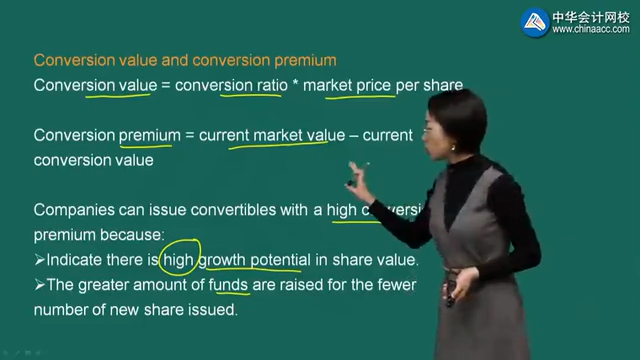 中华会计网校
www.chinaacc.com
Conversion value and conversion premium
Conversion value = conversion ratio * market price per share
Conversion premium = current market value – current
conversion value
Companies can issue convertibles with a high
premium because:
➢Indicate there is high growth potential in share value.
➢The greater amount of funds are raised for the fewer
number of new share issued.